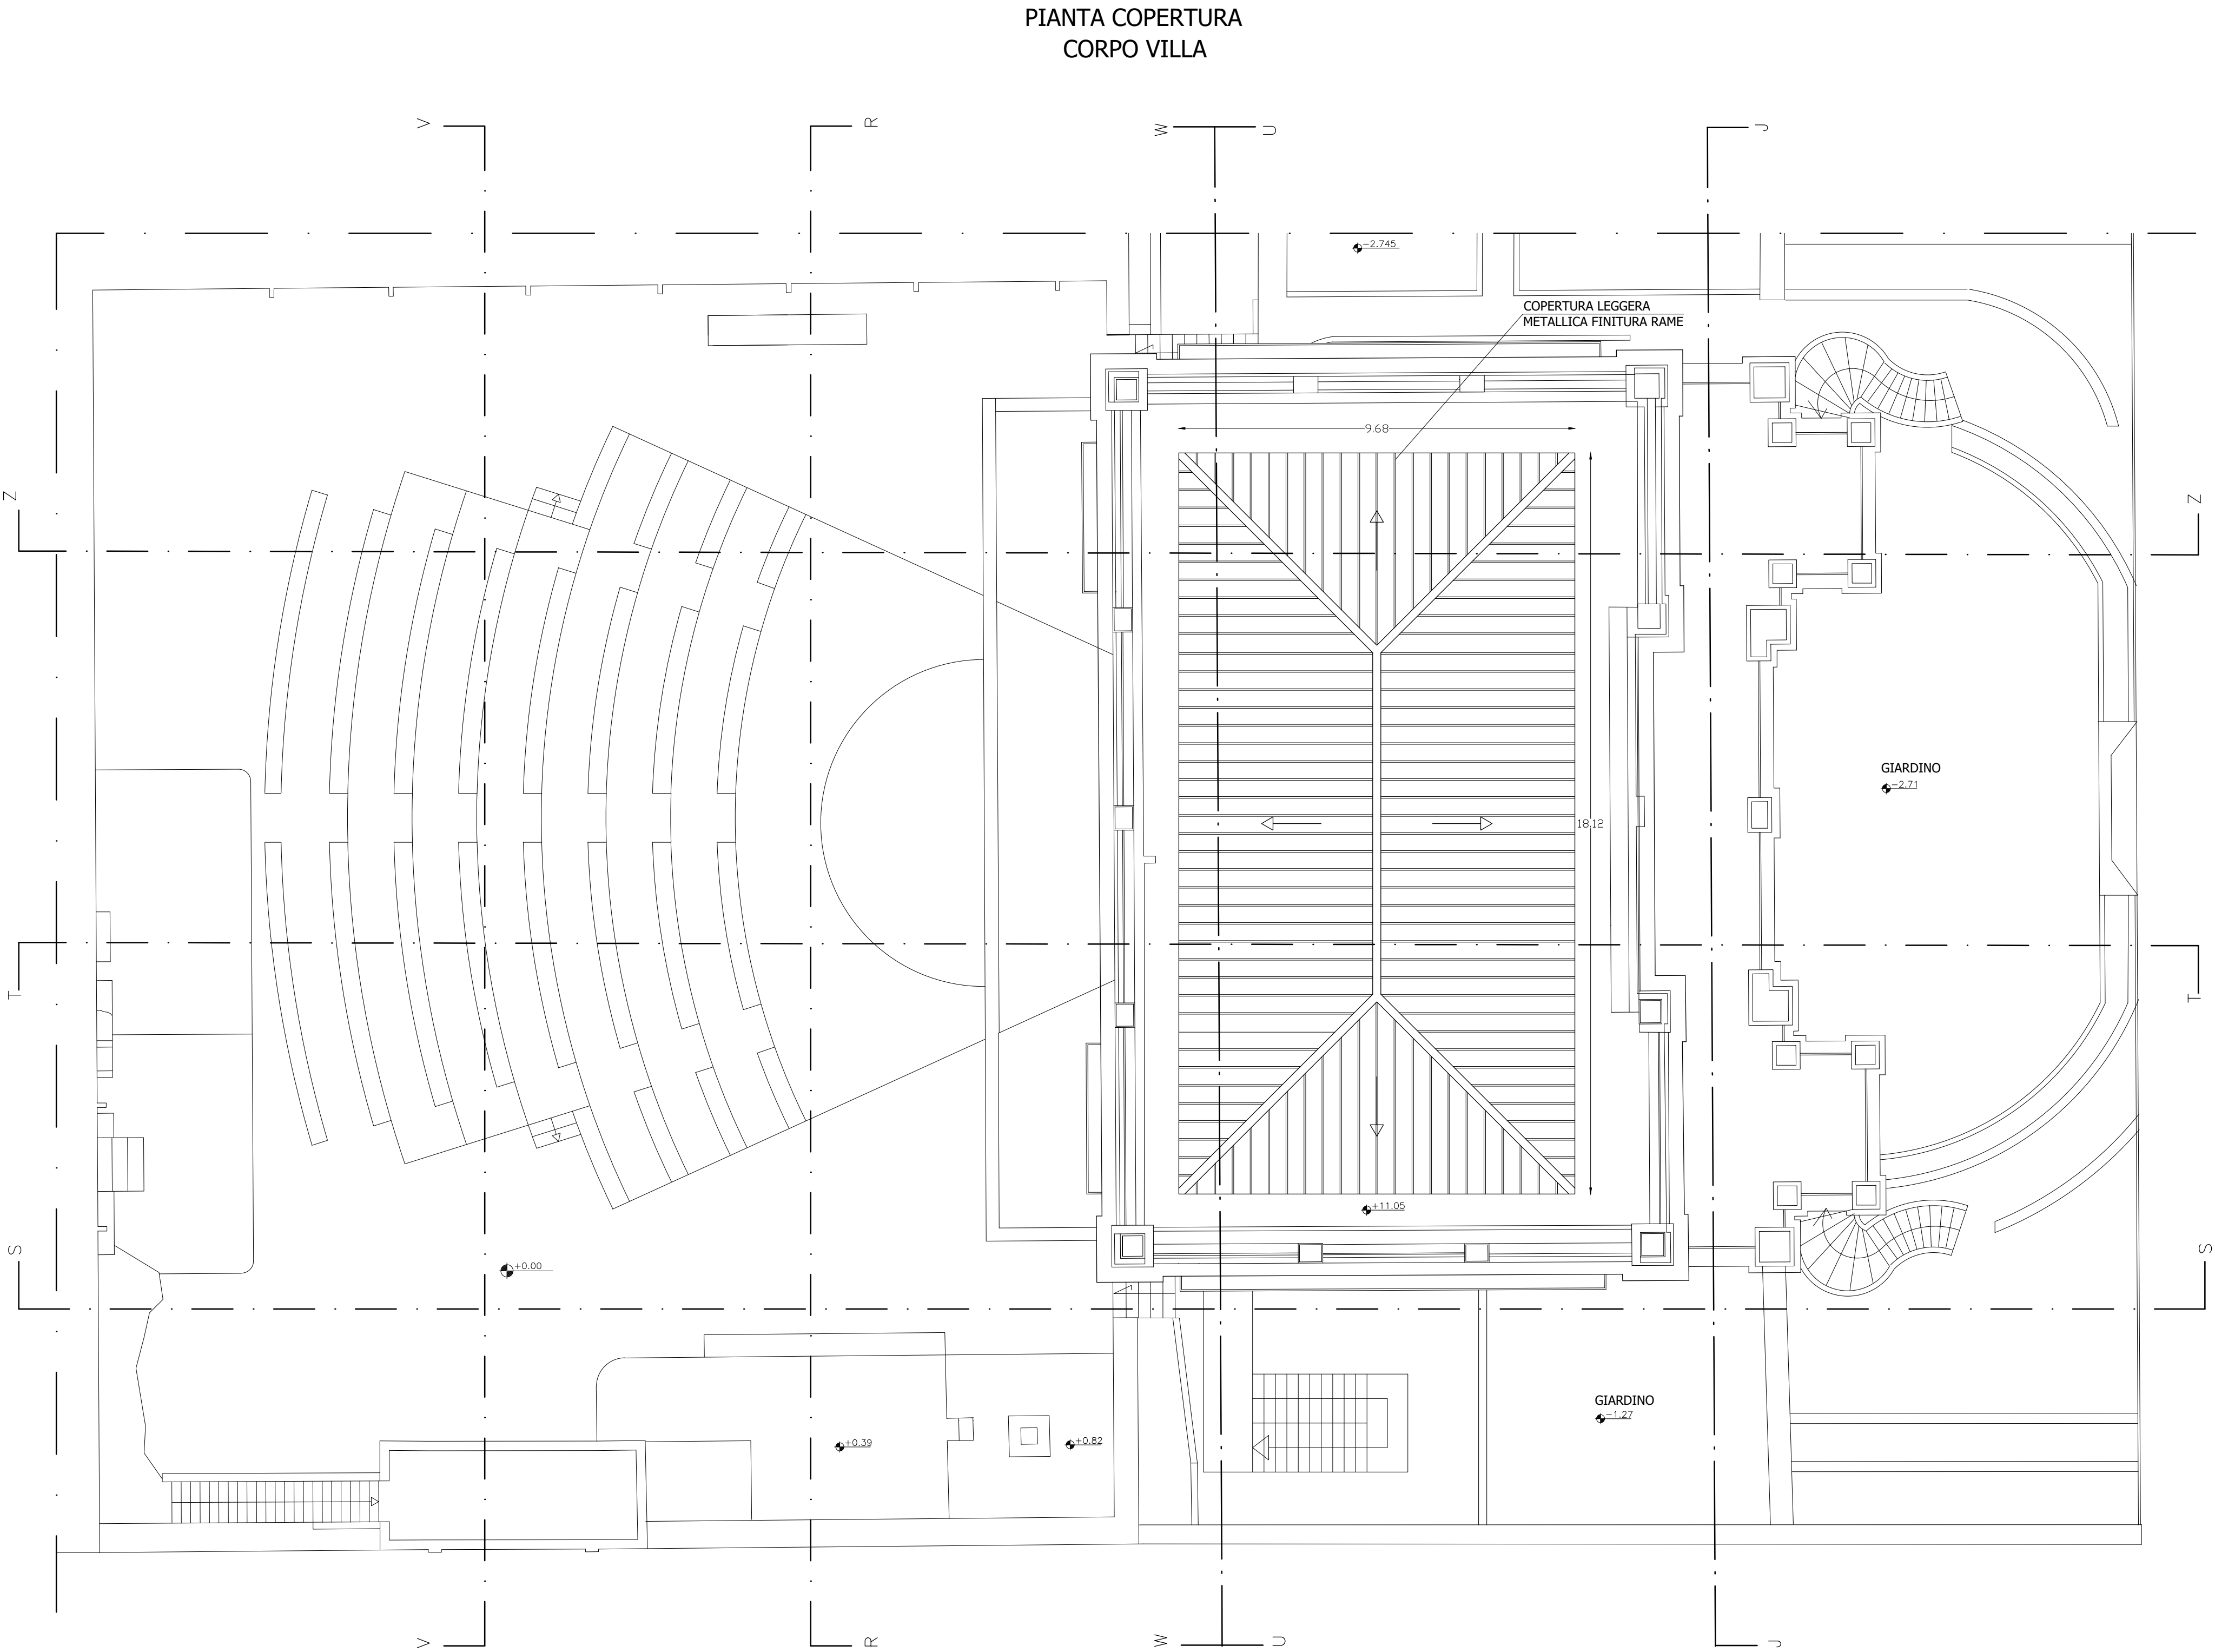 PIANTA COPERTURA
CORPO VILLA
V
R
W
U
J
-2.745
COPERTURA LEGGERA
METALLICA FINITURA RAME
9.68
Z
Z
GIARDINO
-2.71
18.12
T
T
+11.05
S
S
+0.00
GIARDINO
-1.27
+0.39
+0.82
V
R
W
U
J